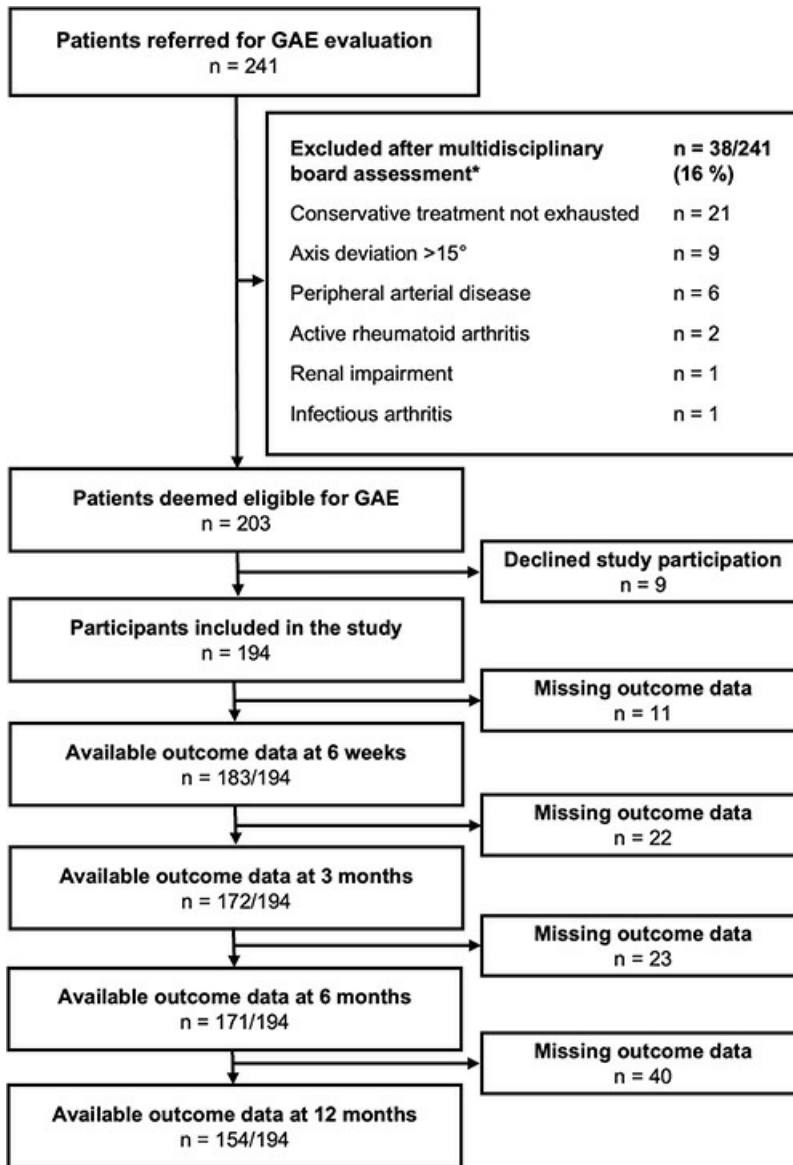 Patients referred for GAE evaluation
n = 241
Excluded after multidisciplinary n = 38/241
board assessment* (16 %)
Conservative treatment not exhausted n = 21
Axis deviation >15° n = 9
Peripheral arterial disease n = 6
Active rheumatoid arthritis n = 2
Renal impairment n = 1
Infectious arthritis n = 1
Patients deemed eligible for GAE
n = 203
Declined study participation
n = 9
Participants included in the study
n = 194
Missing outcome data
n = 11
Available outcome data at 6 weeks
n = 183/194
Missing outcome data
n = 22
Available outcome data at 3 months
n = 172/194
Missing outcome data
n = 23
Available outcome data at 6 months
n = 171/194
Missing outcome data
n = 40
Available outcome data at 12 months
n = 154/194